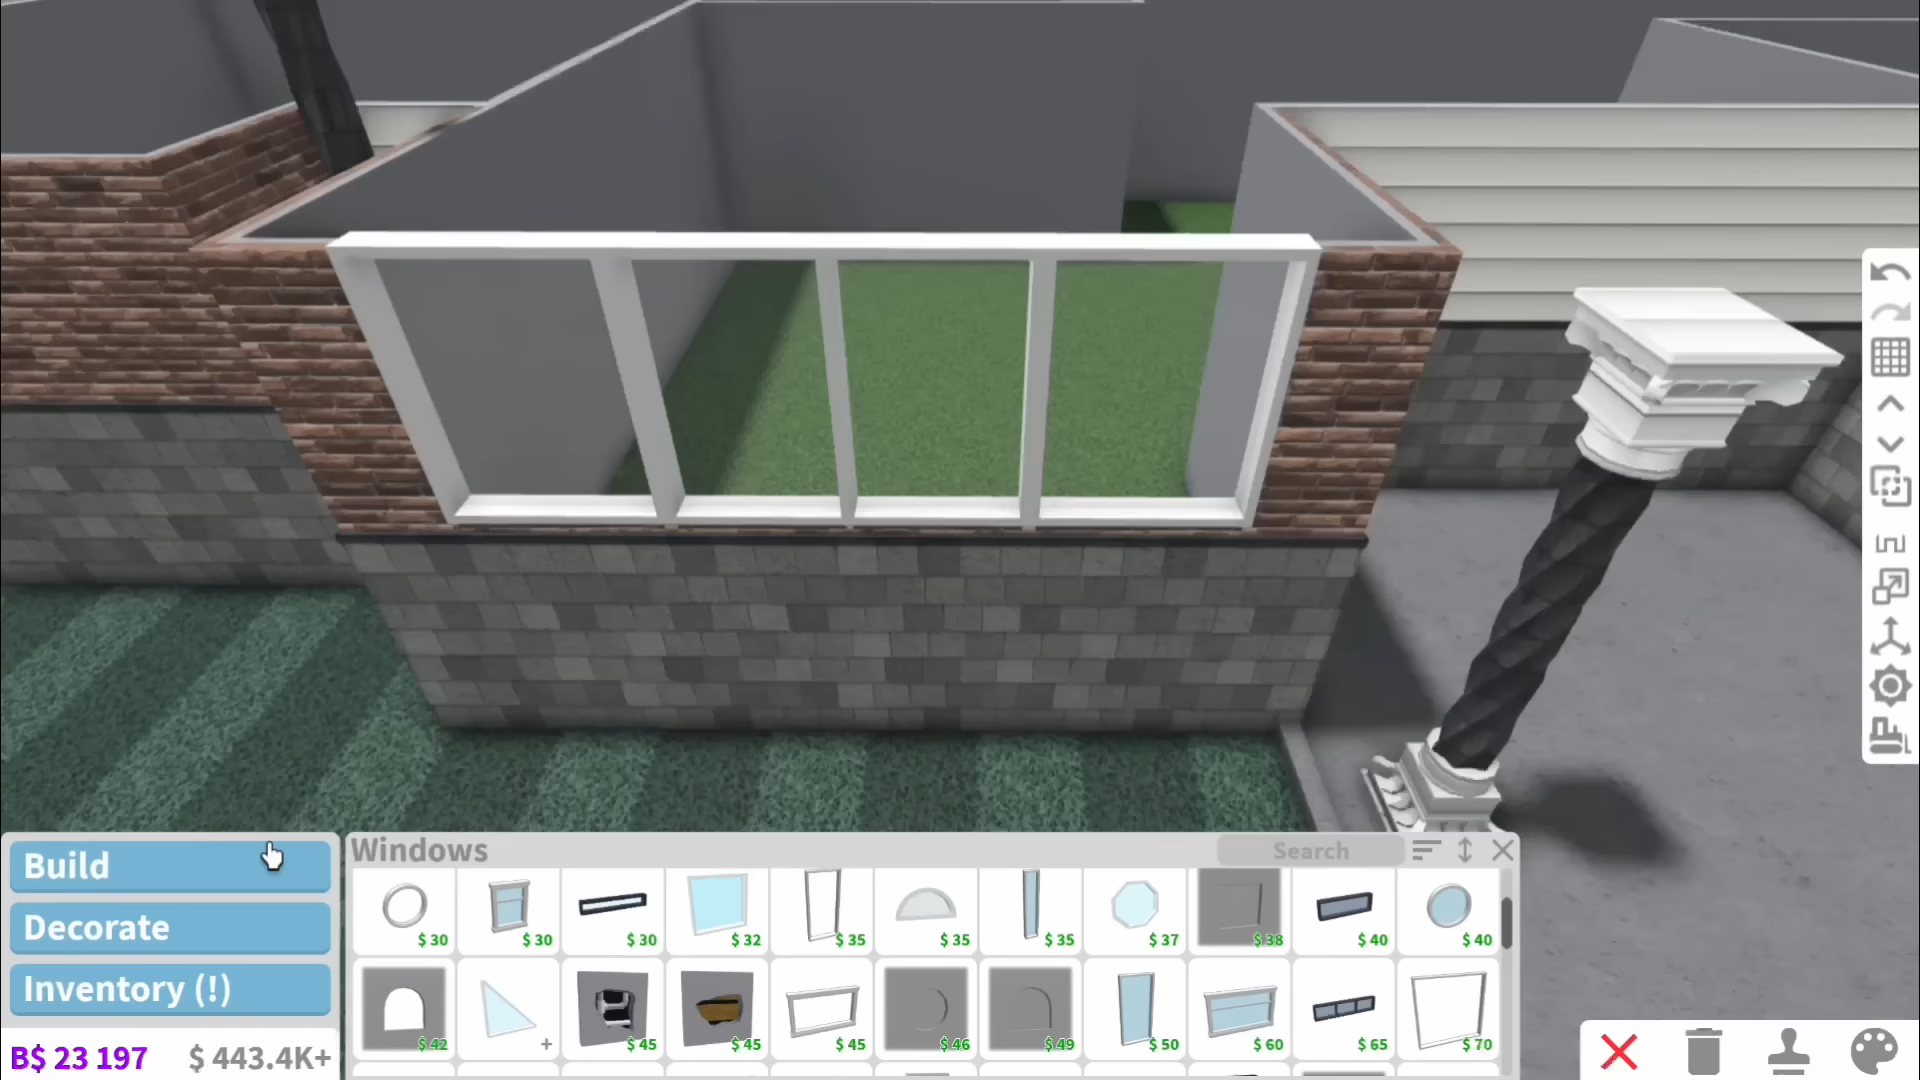 Build
Decorate
Inventory (!)
B$ 23 197 $ 443.4K+
Windows
Search
$ 30 $ 30 $ 30 $ 32 $ 35 $ 35 $ 35 $ 37 $ 38 $ 40 $ 40
$ 42 + $ 45 $ 45 $ 45 $ 46 $ 49 $ 50 $ 60 $ 65 $ 70